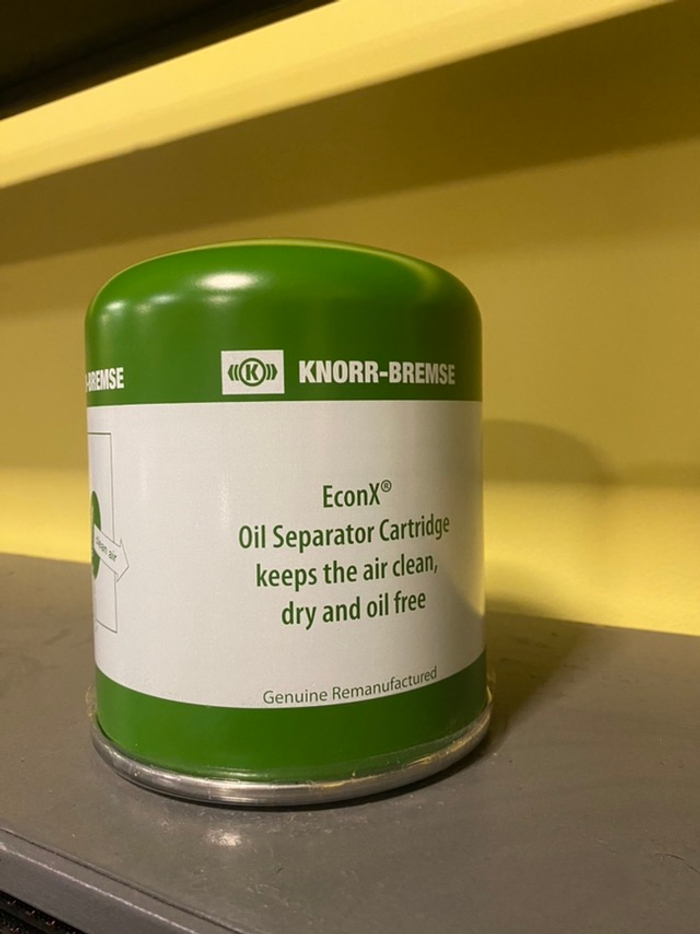 -BREMSE
K
KNORR-BREMSE
clean air
EconX®
Oil Separator Cartridge
keeps the air clean,
dry and oil free
Genuine Remanufactured